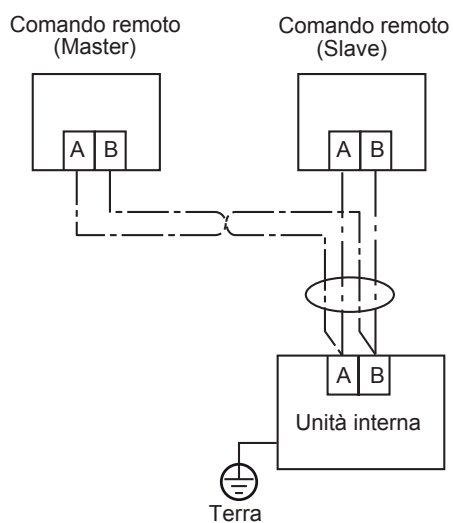 Comando remoto
(Master)
Comando remoto
(Slave)
A B
A B
A B
Unità interna
Terra